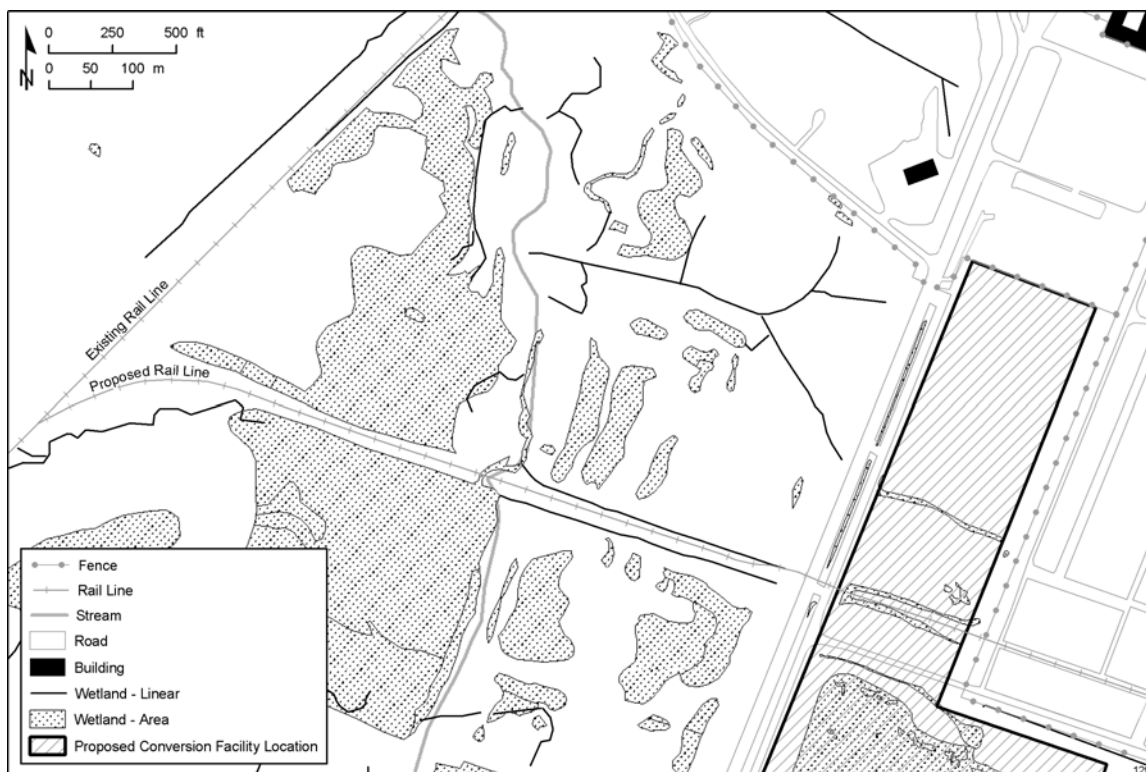 0 250 500 ft
0 50 100 m
N
Existing Rail Line
Proposed Rail Line
Fence
Rail Line
Stream
Road
Building
Wetland - Linear
Wetland - Area
Proposed Conversion Facility Location